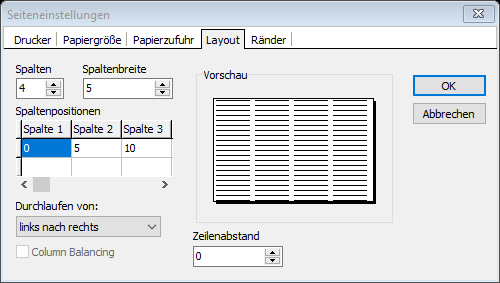 Seiteneinstellungen
Drucker Papiergröße Papierzufuhr Layout Ränder
Spalten Spaltenbreite
4 5
Spaltenpositionen
Spalte 1 Spalte 2 Spalte 3
0 5 10
Durchlaufen von:
links nach rechts
Column Balancing
Vorschau
Zeilenabstand
0
OK
Abbrechen